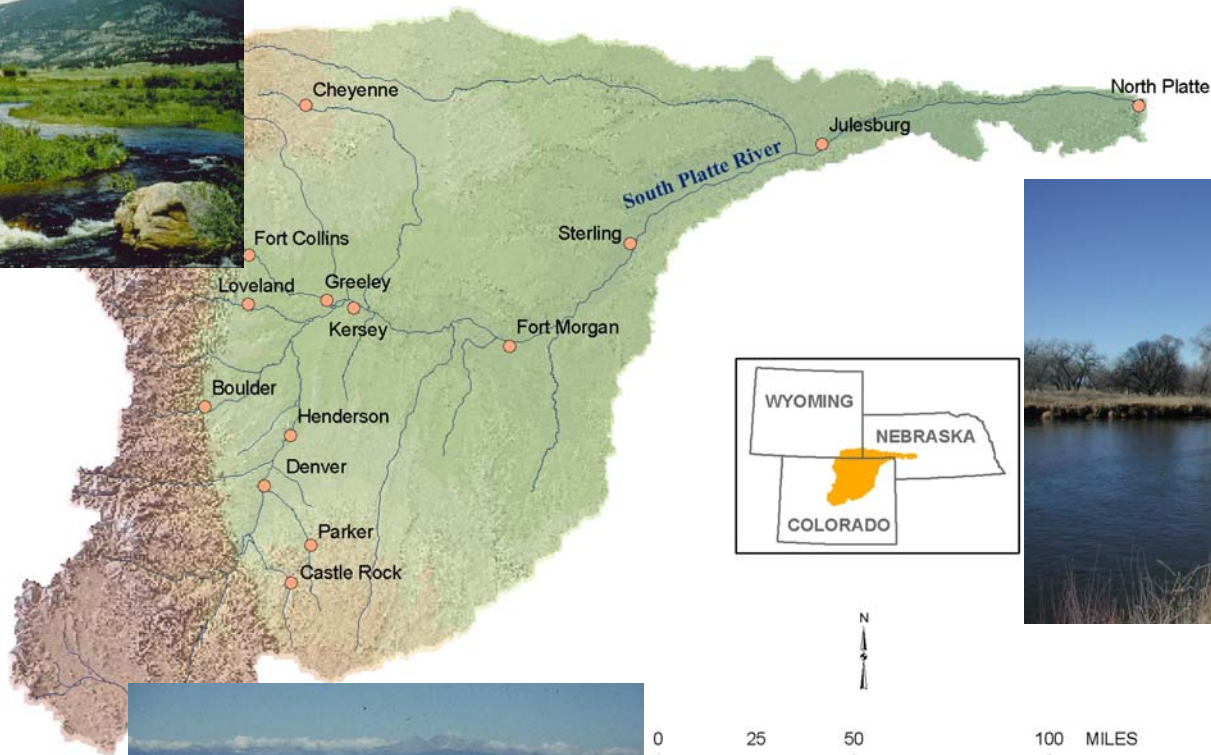 Cheyenne
North Platte
Julesburg
South Platte River
Sterling
Fort Collins
Loveland
Greeley
Kersey
Fort Morgan
Boulder
Henderson
Denver
Parker
Castle Rock
WYOMING
NEBRASKA
COLORADO
N
0 25 50 100 MILES